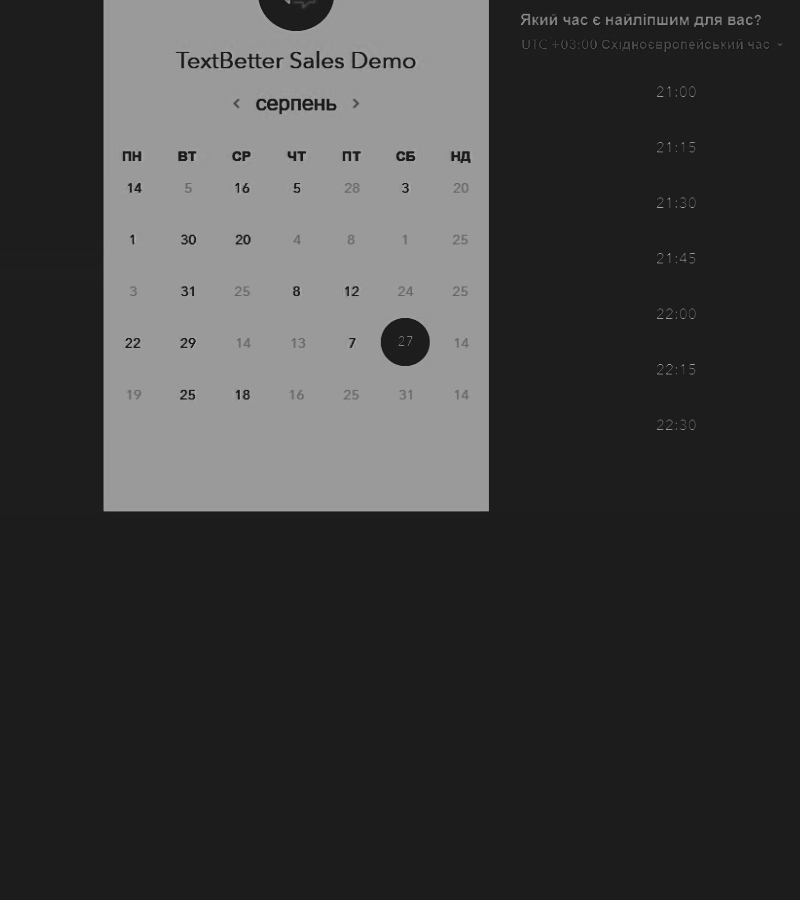 TextBetter Sales Demo
серпень
ПН ВТ СР ЧТ ПТ СБ НД
14 5 16 5 28 3 20
1 30 20 4 8 1 25
3 31 25 8 12 24 25
22 29 14 13 7 27 14
19 25 18 16 25 31 14
Який час є найліпшим для вас?
UTC +03:00 Східноєвропейський час
21:00
21:15
21:30
21:45
22:00
22:15
22:30